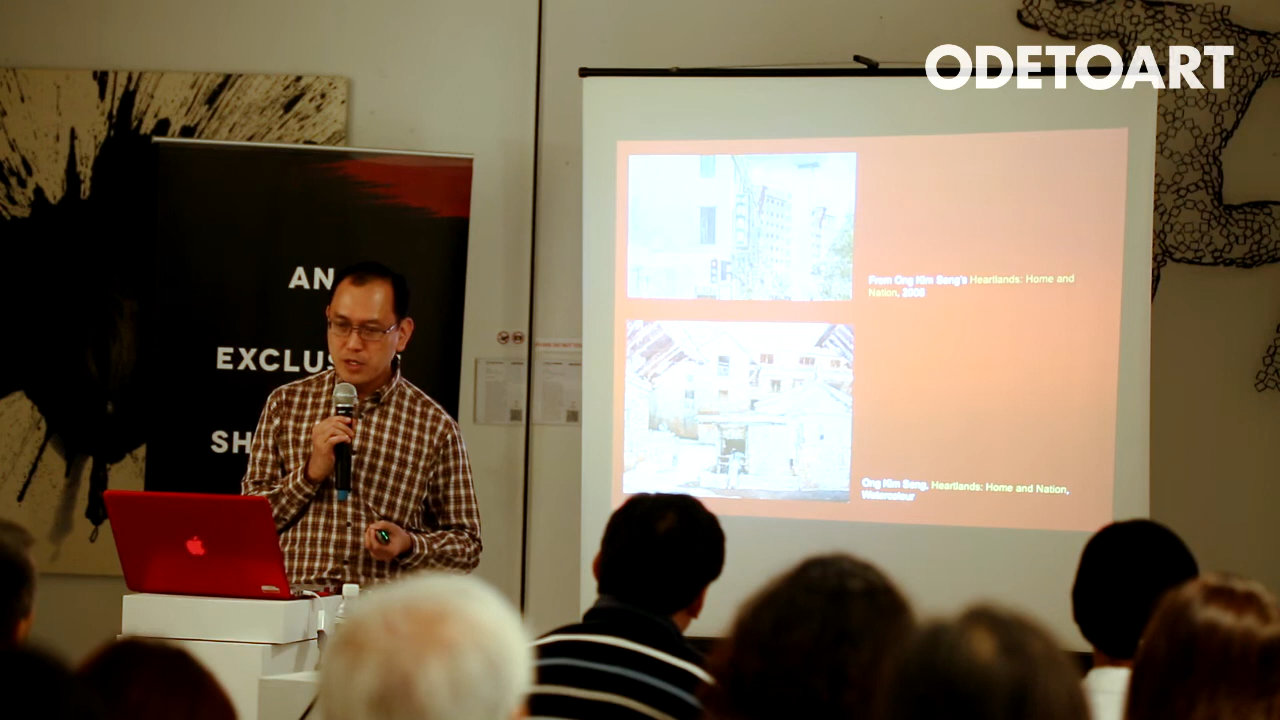 ODETOART
AN
EXCLUS
SH
From Ong Kim Seng's Heartlands: Home and
Nation, 2008
Ong Kim Seng, Heartlands: Home and Nation,
Watercolour